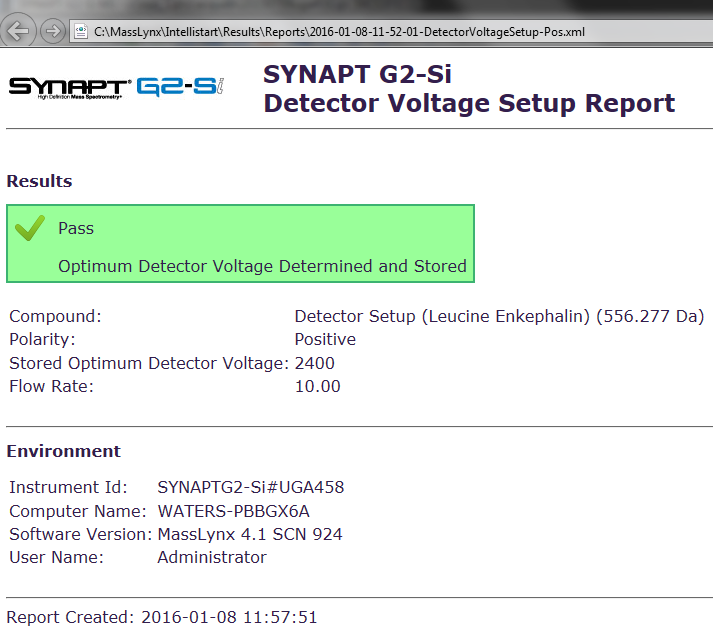 C:\MassLynx\Intellistart\Results\Reports\2016-01-08-11-52-01-DetectorVoltageSetup-Pos.xml
SYNAPT® G2-Si
High Definition Mass Spectrometry™
SYNAPT G2-Si
Detector Voltage Setup Report
Results
Pass
Optimum Detector Voltage Determined and Stored
Compound: Detector Setup (Leucine Enkephalin) (556.277 Da)
Polarity: Positive
Stored Optimum Detector Voltage: 2400
Flow Rate: 10.00
Environment
Instrument Id: SYNAPTG2-Si#UGA458
Computer Name: WATERS-PBBGX6A
Software Version: MassLynx 4.1 SCN 924
User Name: Administrator
Report Created: 2016-01-08 11:57:51